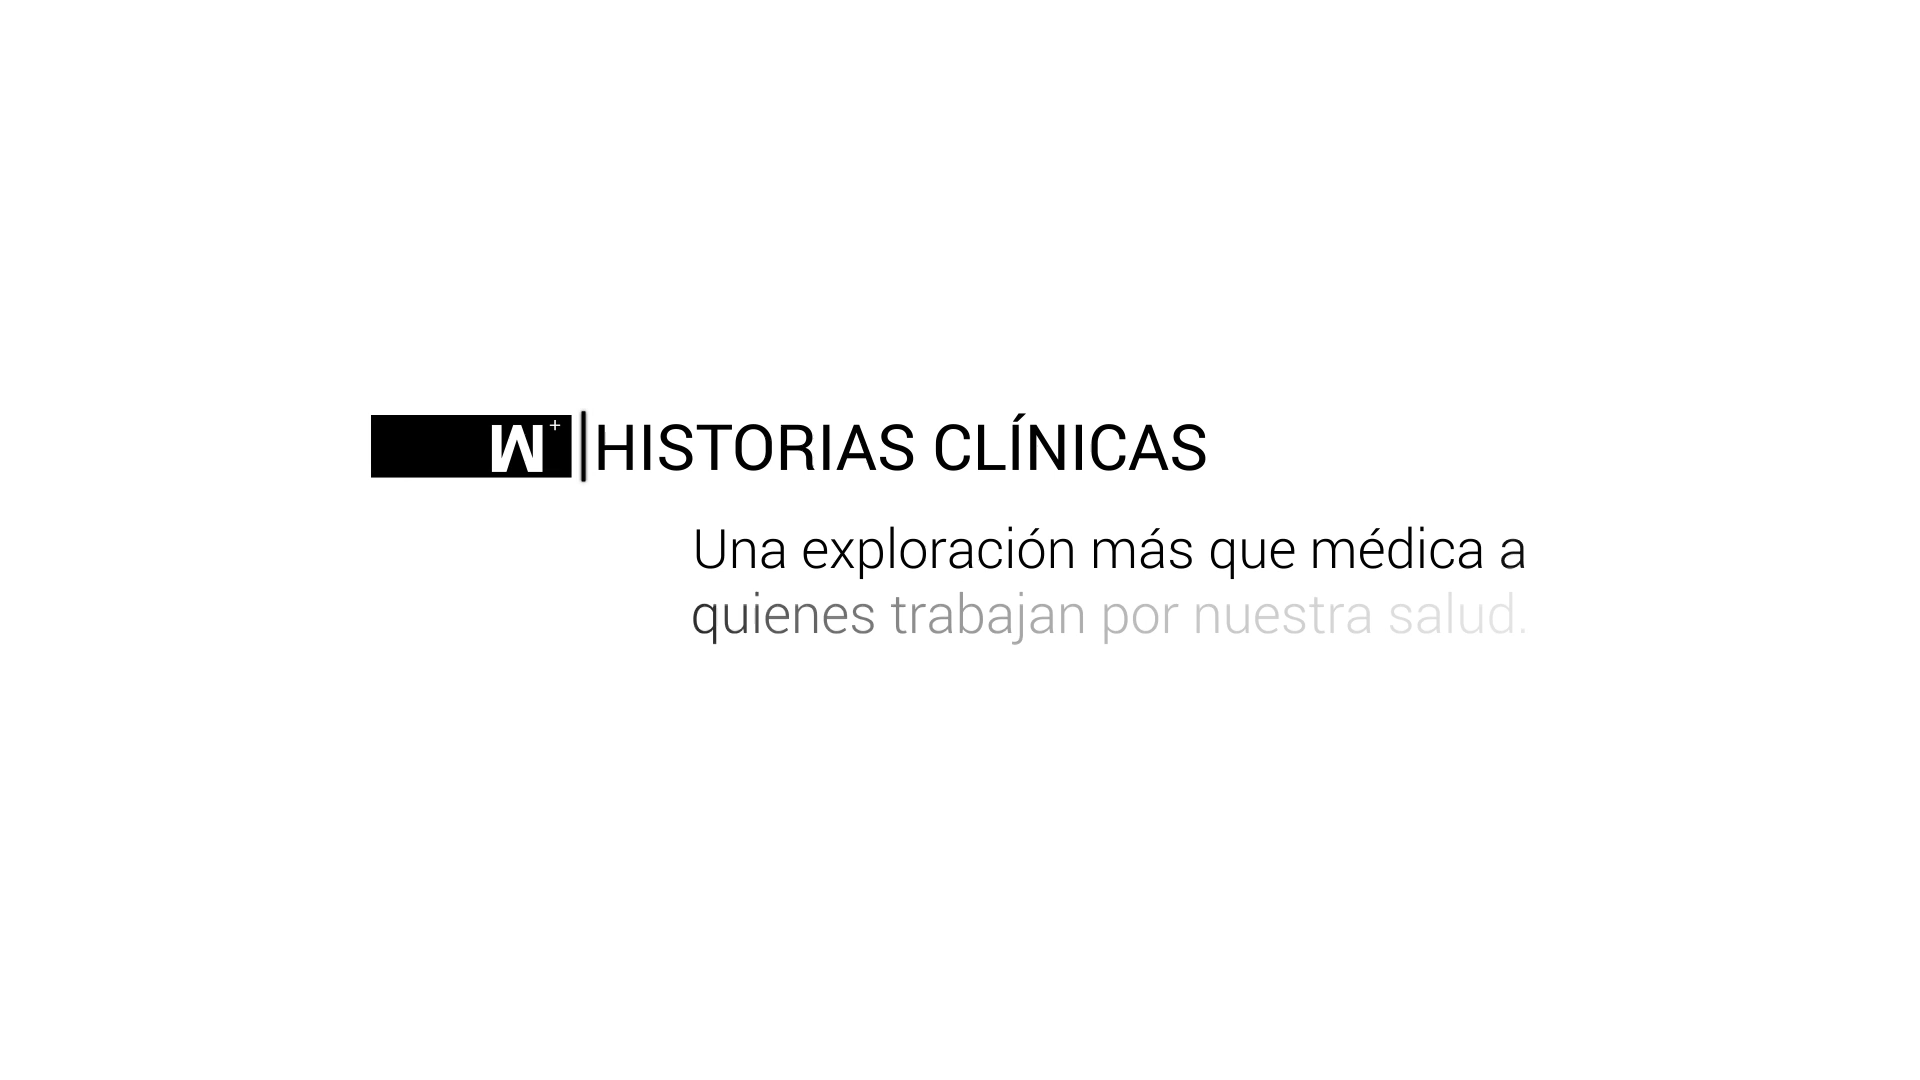 M+ HISTORIAS CLÍNICAS
Una exploración más que médica a
quienes trabajan por nuestra salud.